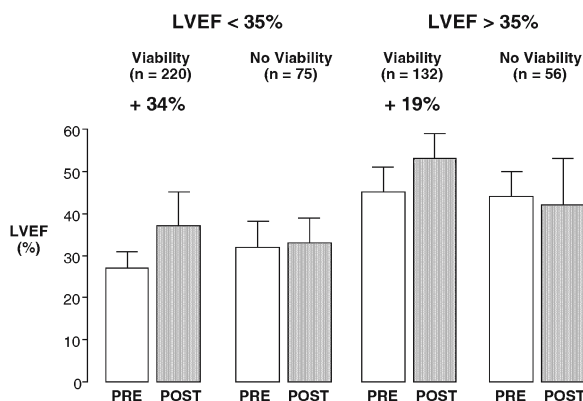 LVEF < 35% LVEF > 35%
Viability No Viability Viability No Viability
(n = 220) (n = 75) (n = 132) (n = 56)
+ 34% + 19%
60
50
40
LVEF
(%)
30
20
10
0
PRE POST PRE POST PRE POST PRE POST